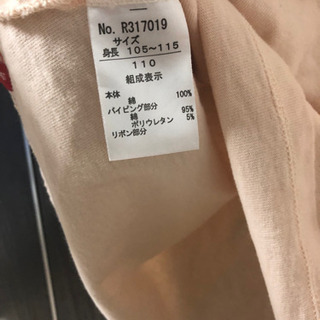 No. R317019
サイズ
身長 105～115
110
組成表示
本体
綿 100%
パイピング部分
綿 95%
ポリウレタン 5%
リボン部分